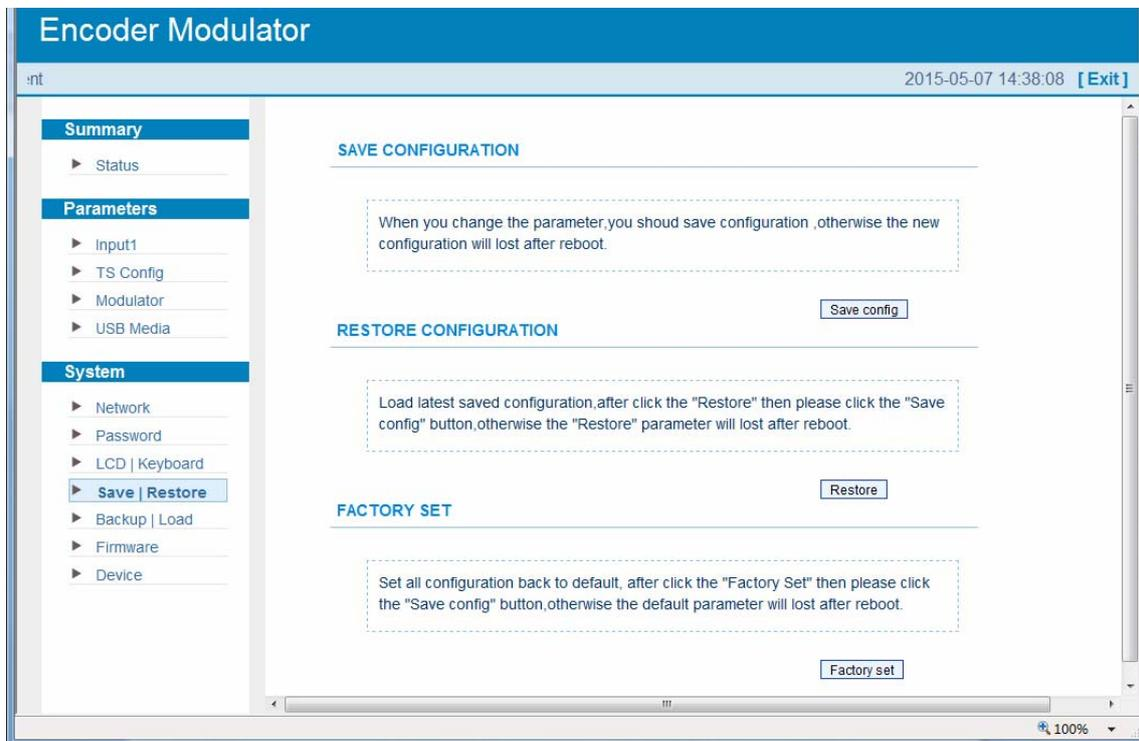 Encoder Modulator
:nt
2015-05-07 14:38:08 [ Exit ]
Summary
Status
Parameters
Input1
TS Config
Modulator
USB Media
System
Network
Password
LCD | Keyboard
Save | Restore
Backup | Load
Firmware
Device
SAVE CONFIGURATION
When you change the parameter,you shoud save configuration ,otherwise the new
configuration will lost after reboot.
Save config
RESTORE CONFIGURATION
Load latest saved configuration,after click the "Restore" then please click the "Save
config" button,otherwise the "Restore" parameter will lost after reboot.
Restore
FACTORY SET
Set all configuration back to default, after click the "Factory Set" then please click
the "Save config" button,otherwise the default parameter will lost after reboot.
Factory set
100%